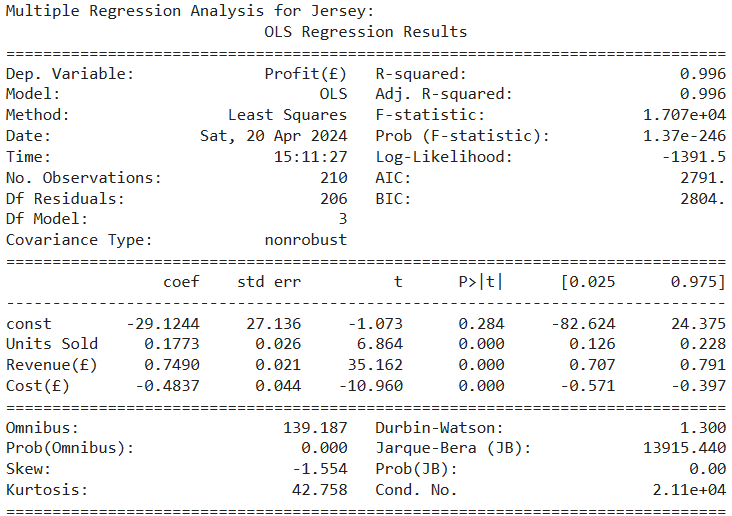 Multiple Regression Analysis for Jersey:
OLS Regression Results
==============================================================================
Dep. Variable: Profit(£) R-squared: 0.996
Model: OLS Adj. R-squared: 0.996
Method: Least Squares F-statistic: 1.707e+04
Date: Sat, 20 Apr 2024 Prob (F-statistic): 1.37e-246
Time: 15:11:27 Log-Likelihood: -1391.5
No. Observations: 210 AIC: 2791.
Df Residuals: 206 BIC: 2804.
Df Model: 3
Covariance Type: nonrobust
==============================================================================
coef std err t P>|t| [0.025 0.975]
------------------------------------------------------------------------------
const -29.1244 27.136 -1.073 0.284 -82.624 24.375
Units Sold 0.1773 0.026 6.864 0.000 0.126 0.228
Revenue(£) 0.7490 0.021 35.162 0.000 0.707 0.791
Cost(£) -0.4837 0.044 -10.960 0.000 -0.571 -0.397
==============================================================================
Omnibus: 139.187 Durbin-Watson: 1.300
Prob(Omnibus): 0.000 Jarque-Bera (JB): 13915.440
Skew: -1.554 Prob(JB): 0.00
Kurtosis: 42.758 Cond. No. 2.11e+04
==============================================================================